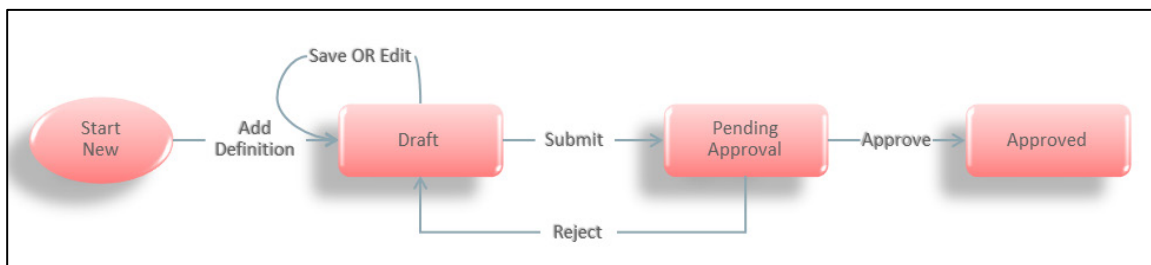 Save OR Edit
Start
New
Add
Definition
Draft
Submit
Pending
Approval
Approve
Approved
Reject